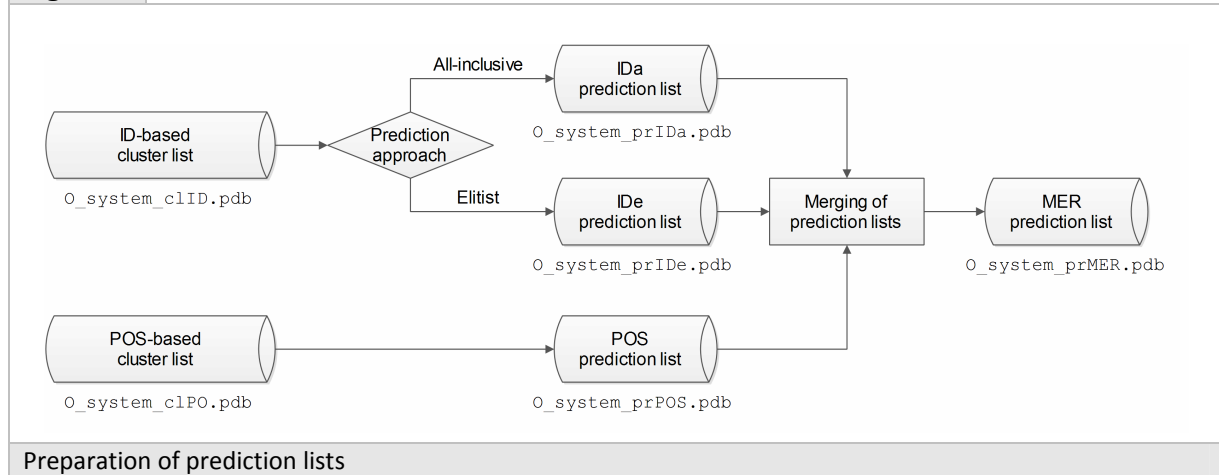 All-inclusive
IDa
prediction list
O_system_prIDa.pdb
ID-based
cluster list
O_system_clID.pdb
Prediction
approach
Elitist
IDe
prediction list
O_system_prIDe.pdb
Merging of
prediction lists
MER
prediction list
O_system_prMER.pdb
POS-based
cluster list
O_system_clPO.pdb
POS
prediction list
O_system_prPOS.pdb
Preparation of prediction lists